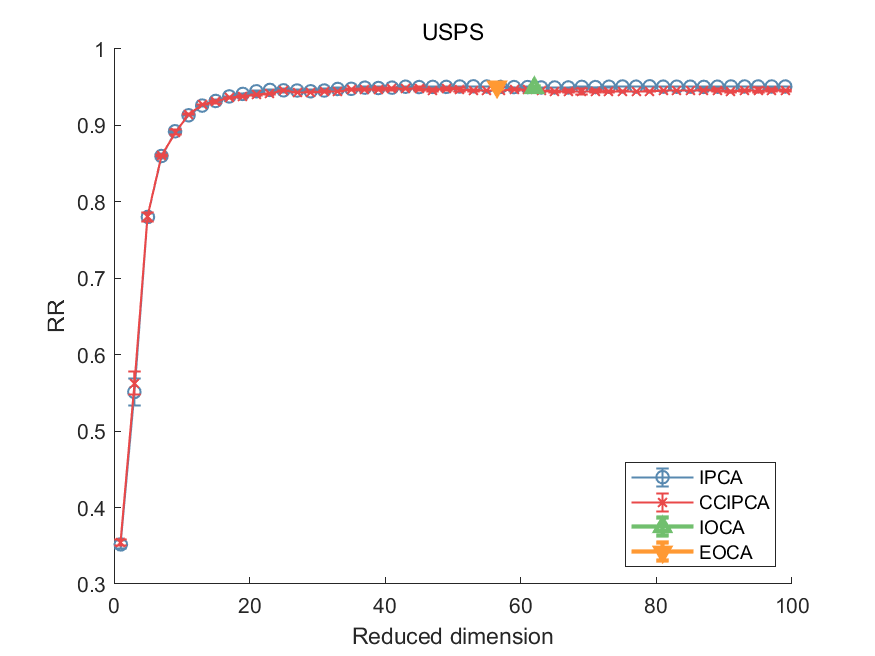 USPS
1
0.9
0.8
0.7
0.6
0.5
0.4
0.3
RR
0
20
40
60
80
100
Reduced dimension
IPCA
CCIPCA
IOCA
EOCA